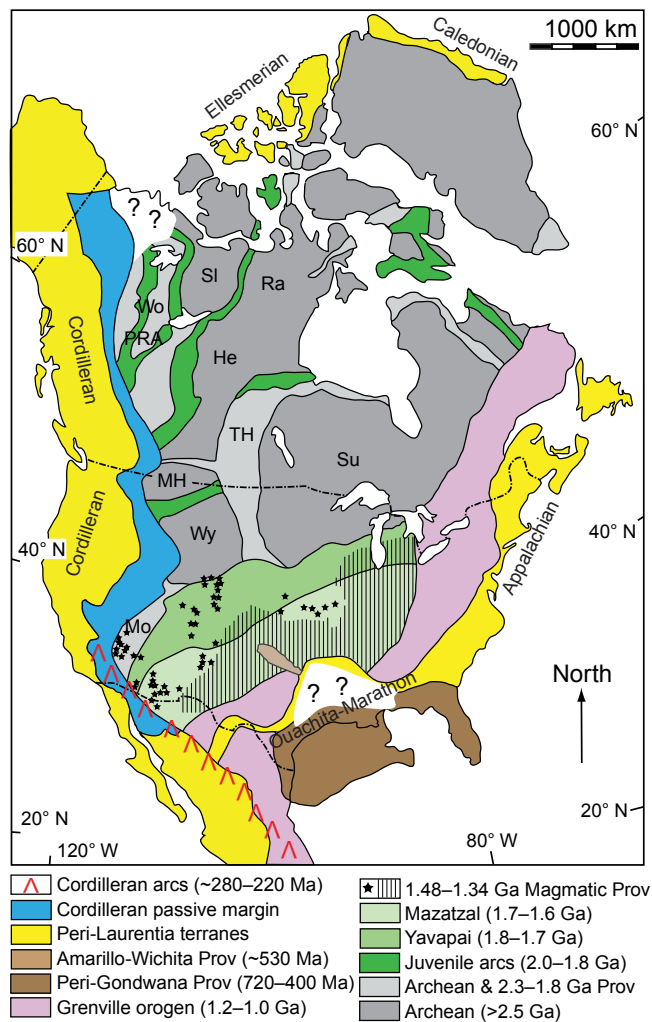 1000 km
Caledonian
Ellesmerian
60° N
60° N
? ?
Sl
Ra
Wo
PRA
He
Cordilleran
TH
Su
MH
Wy
40° N
40° N
Cordilleran
Appalachian
Mo
North
? ?
Ouachita-Marathon
20° N
20° N
120° W
80° W
Cordilleran arcs (~280–220 Ma)
Cordilleran passive margin
Peri-Laurentia terranes
Amarillo-Wichita Prov (~530 Ma)
Peri-Gondwana Prov (720–400 Ma)
Grenville orogen (1.2–1.0 Ga)
1.48–1.34 Ga Magmatic Prov
Mazatzal (1.7–1.6 Ga)
Yavapai (1.8–1.7 Ga)
Juvenile arcs (2.0–1.8 Ga)
Archean & 2.3–1.8 Ga Prov
Archean (>2.5 Ga)